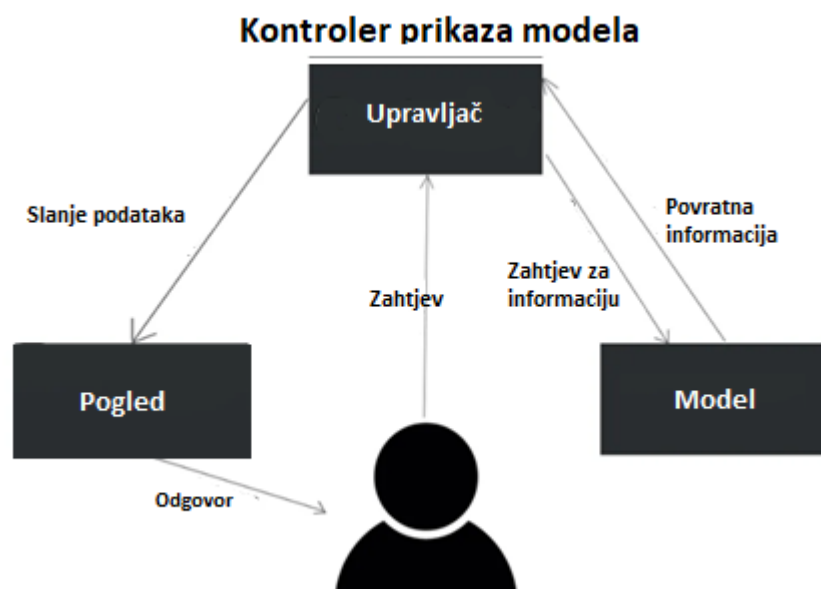 Kontroler prikaza modela
Upravljač
Slanje podataka
Povratna
informacija
Zahtjev
Zahtjev za
informaciju
Pogled
Model
Odgovor